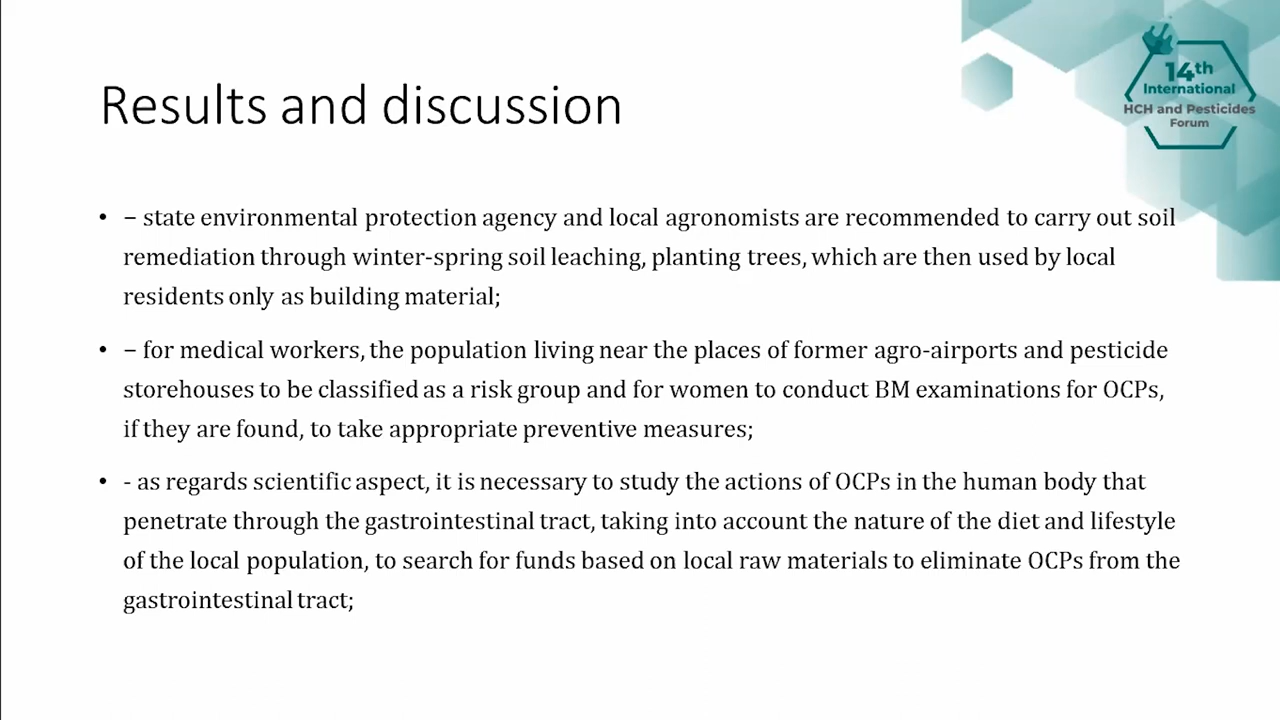 14th
International
HCH and Pesticides
Forum
Results and discussion
• – state environmental protection agency and local agronomists are recommended to carry out soil
remediation through winter-spring soil leaching, planting trees, which are then used by local
residents only as building material;
• – for medical workers, the population living near the places of former agro-airports and pesticide
storehouses to be classified as a risk group and for women to conduct BM examinations for OCPs,
if they are found, to take appropriate preventive measures;
• - as regards scientific aspect, it is necessary to study the actions of OCPs in the human body that
penetrate through the gastrointestinal tract, taking into account the nature of the diet and lifestyle
of the local population, to search for funds based on local raw materials to eliminate OCPs from the
gastrointestinal tract;